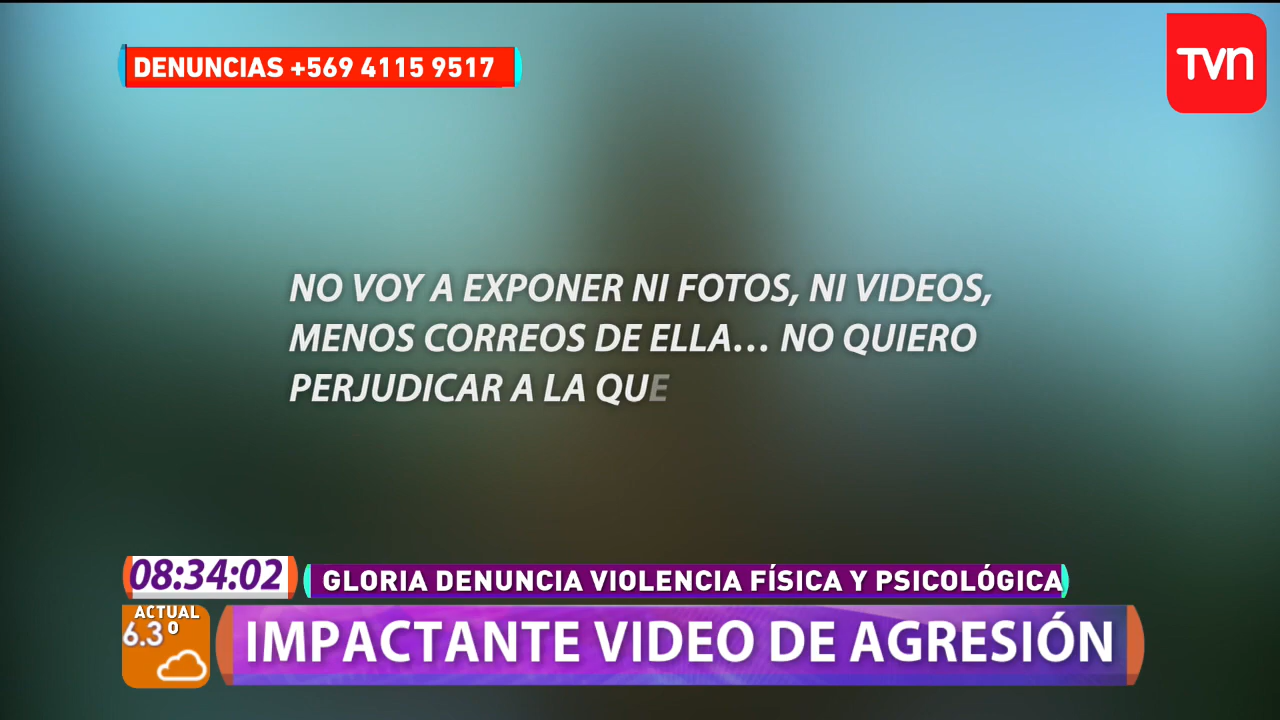 DENUNCIAS +569 4115 9517
TVN
NO VOY A EXPONER NI FOTOS, NI VIDEOS,
MENOS CORREOS DE ELLA... NO QUIERO
PERJUDICAR A LA QUE
08:34:02
GLORIA DENUNCIA VIOLENCIA FÍSICA Y PSICOLÓGICA
ACTUAL
6.3 º
IMPACTANTE VIDEO DE AGRESIÓN